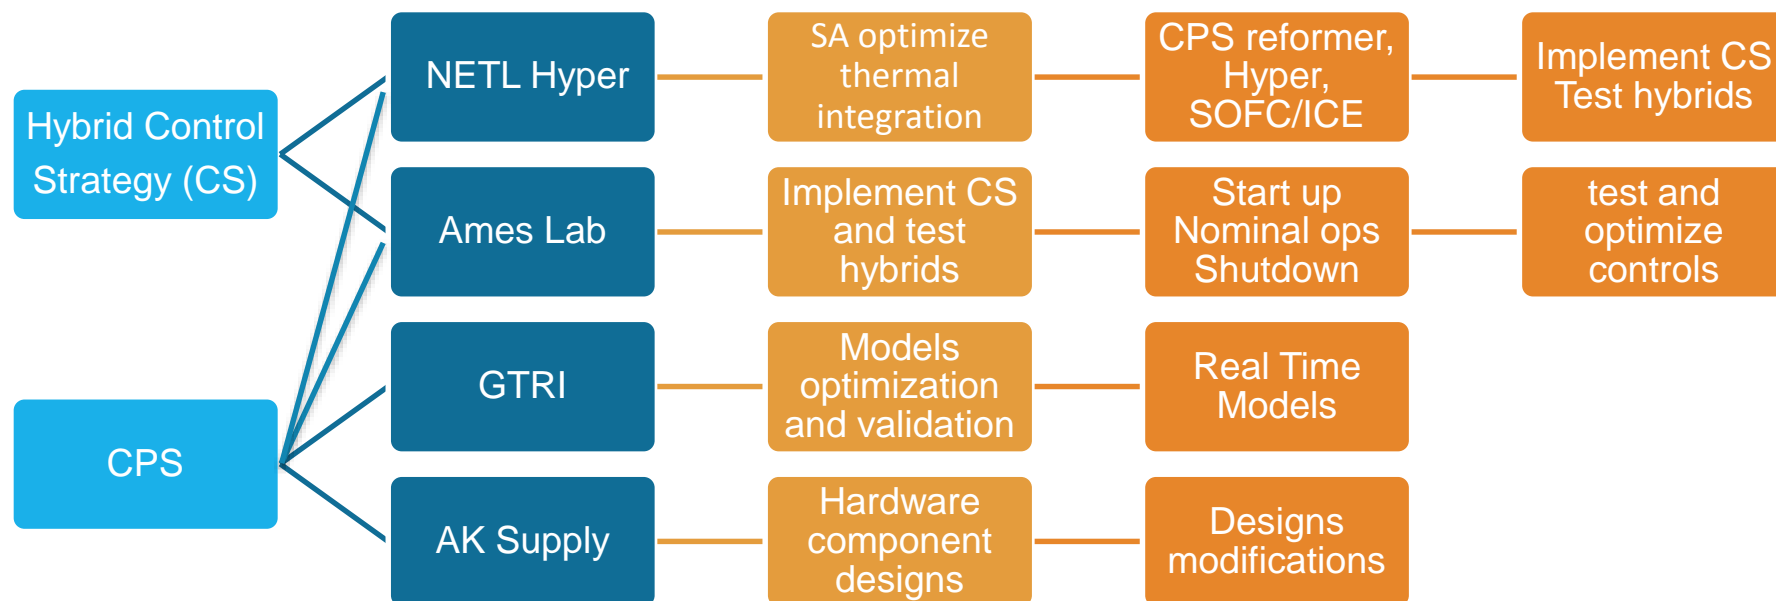 Hybrid Control
Strategy (CS)
CPS
NETL Hyper
SA optimize
thermal
integration
CPS reformer,
Hyper,
SOFC/ICE
Implement CS
Test hybrids
Ames Lab
Implement CS
and test
hybrids
Start up
Nominal ops
Shutdown
test and
optimize
controls
GTRI
Models
optimization
and validation
Real Time
Models
AK Supply
Hardware
component
designs
Designs
modifications